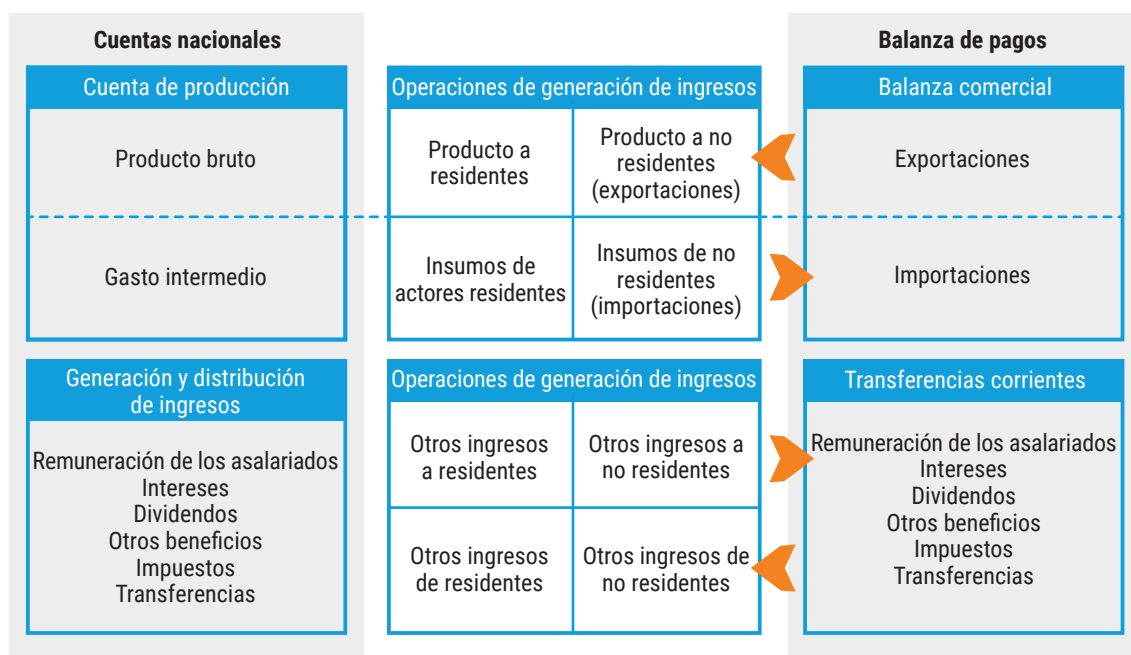 Cuentas nacionales
Balanza de pagos
Cuenta de producción
Operaciones de generación de ingresos
Balanza comercial
Producto bruto
Producto a
residentes
Producto a no
residentes
(exportaciones)
Exportaciones
Gasto intermedio
Insumos de
actores residentes
Insumos de no
residentes
(importaciones)
Importaciones
Generación y distribución
de ingresos
Operaciones de generación de ingresos
Transferencias corrientes
Remuneración de los asalariados
Intereses
Dividendos
Otros beneficios
Impuestos
Transferencias
Otros ingresos
a residentes
Otros ingresos a
no residentes
Otros ingresos
de residentes
Otros ingresos de
no residentes
Remuneración de los asalariados
Intereses
Dividendos
Otros beneficios
Impuestos
Transferencias